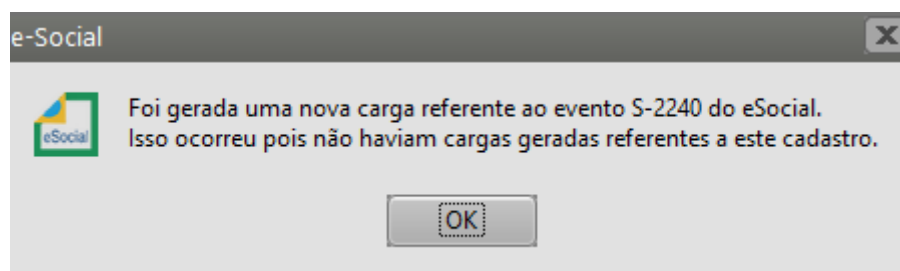 e-Social
Foi gerada uma nova carga referente ao evento S-2240 do eSocial.
eSocial
Isso ocorreu pois não haviam cargas geradas referentes a este cadastro.
OK